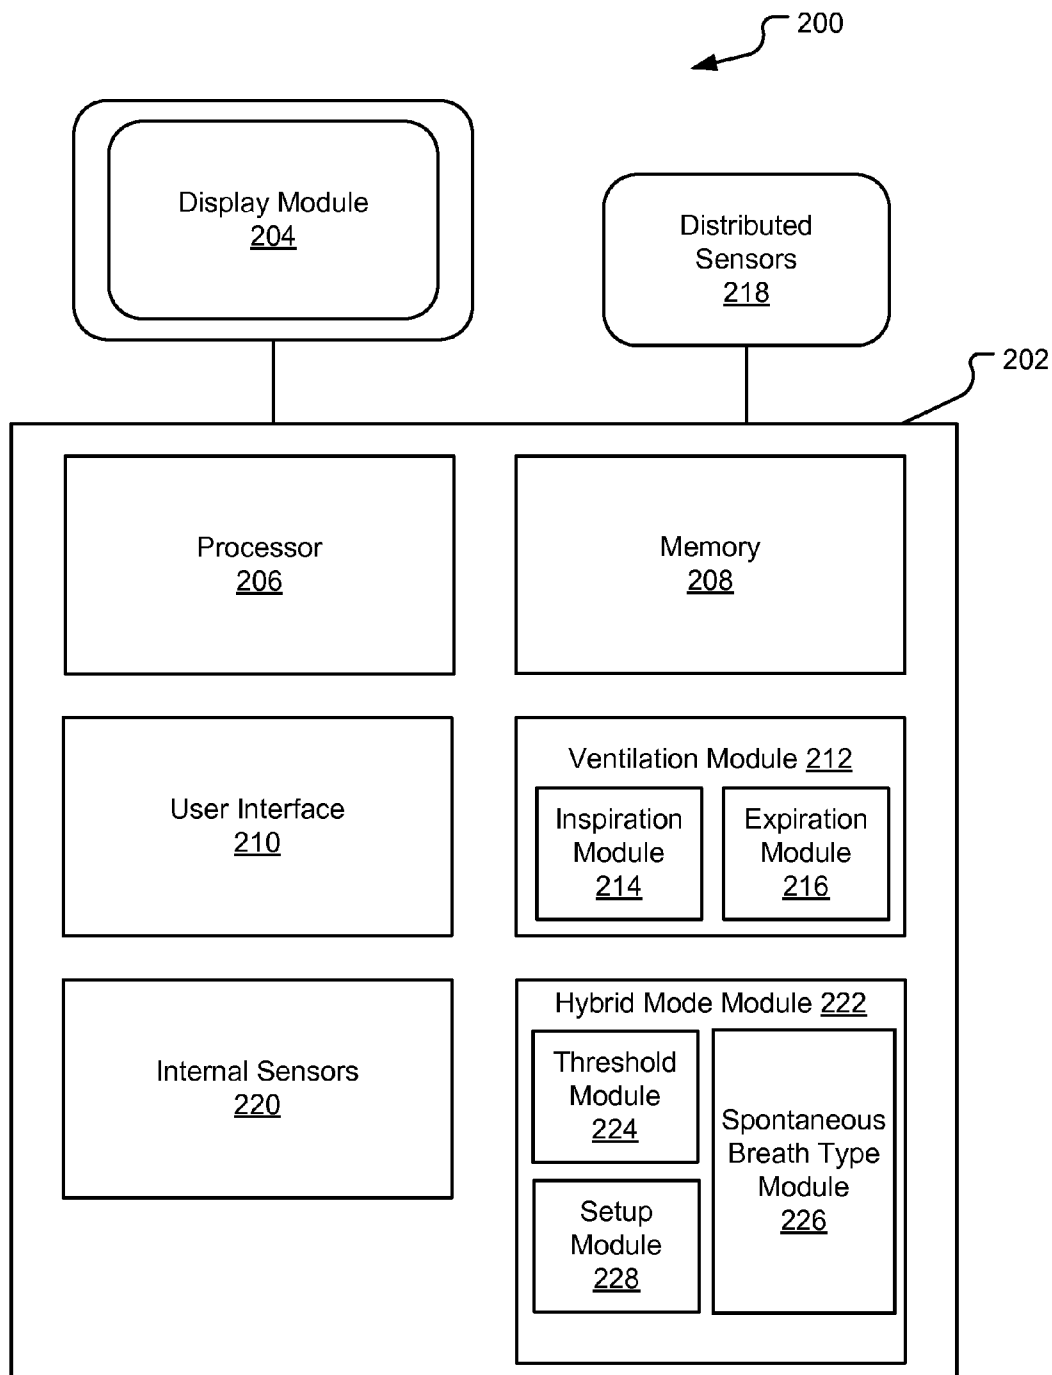 200
Display Module
204
Distributed
Sensors
218
202
Processor
206
Memory
208
User Interface
210
Ventilation Module 212
Inspiration
Module
214
Expiration
Module
216
Internal Sensors
220
Hybrid Mode Module 222
Threshold
Module
224
Spontaneous
Breath Type
Module
226
Setup
Module
228